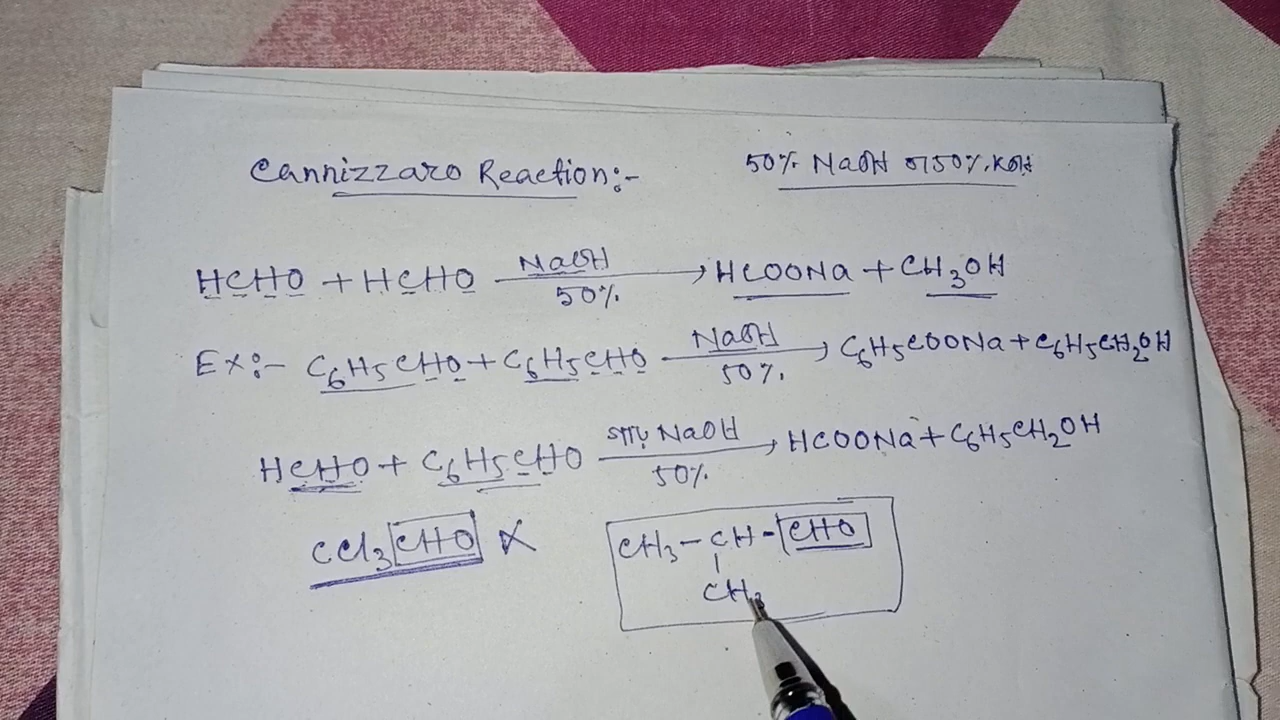 Cannizzaro Reaction:-
50% NaOH or 50% KOH
HCHO + HCHO NaOH 50% → HCOONa + CH3OH
Ex:- C6H5CHO + C6H5CHO NaOH 50% → C6H5COONa + C6H5CH2OH
HCHO + C6H5CHO NaOH 50% → HCOONa + C6H5CH2OH
CCl3CHO ×
CH3-CH-CHO
CH3